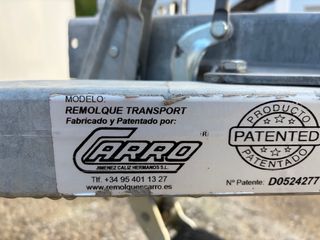 MODELO:
REMOLQUE TRANSPORT
Fabricado y Patentado por:
CARRO ®
JIMENEZ CALIZ HERMANOS S.L.
Tlf. +34 95 401 13 27
www.remolquescarro.es
PRODUCTO
PATENTED
PATENTADO
Nº Patente: D0524277